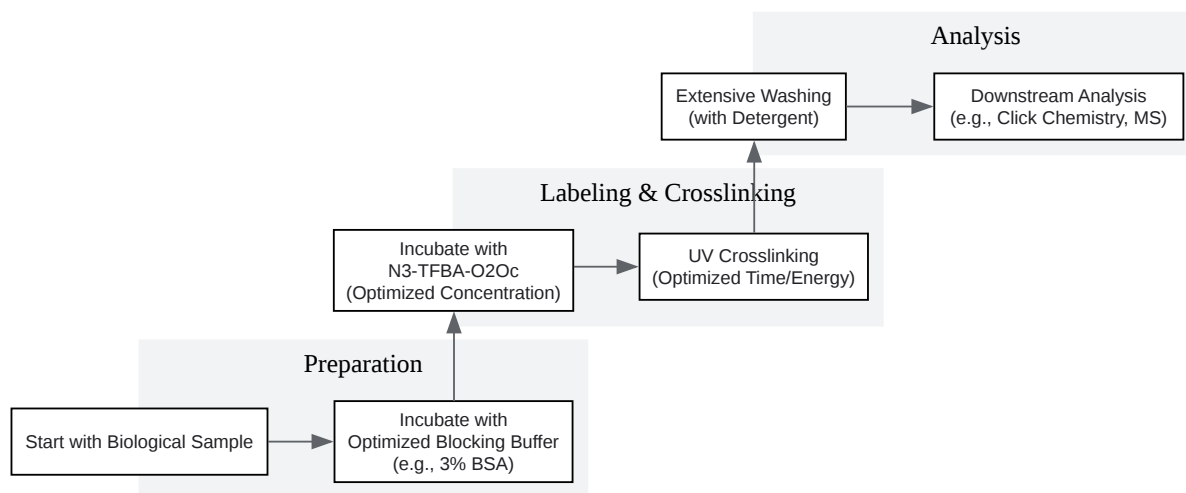 Analysis
Extensive Washing
(with Detergent)
Downstream Analysis
(e.g., Click Chemistry, MS)
Labeling & Crosslinking
Incubate with
N3-TFBA-O2Oc
(Optimized Concentration)
UV Crosslinking
(Optimized Time/Energy)
Preparation
Start with Biological Sample
Incubate with
Optimized Blocking Buffer
(e.g., 3% BSA)